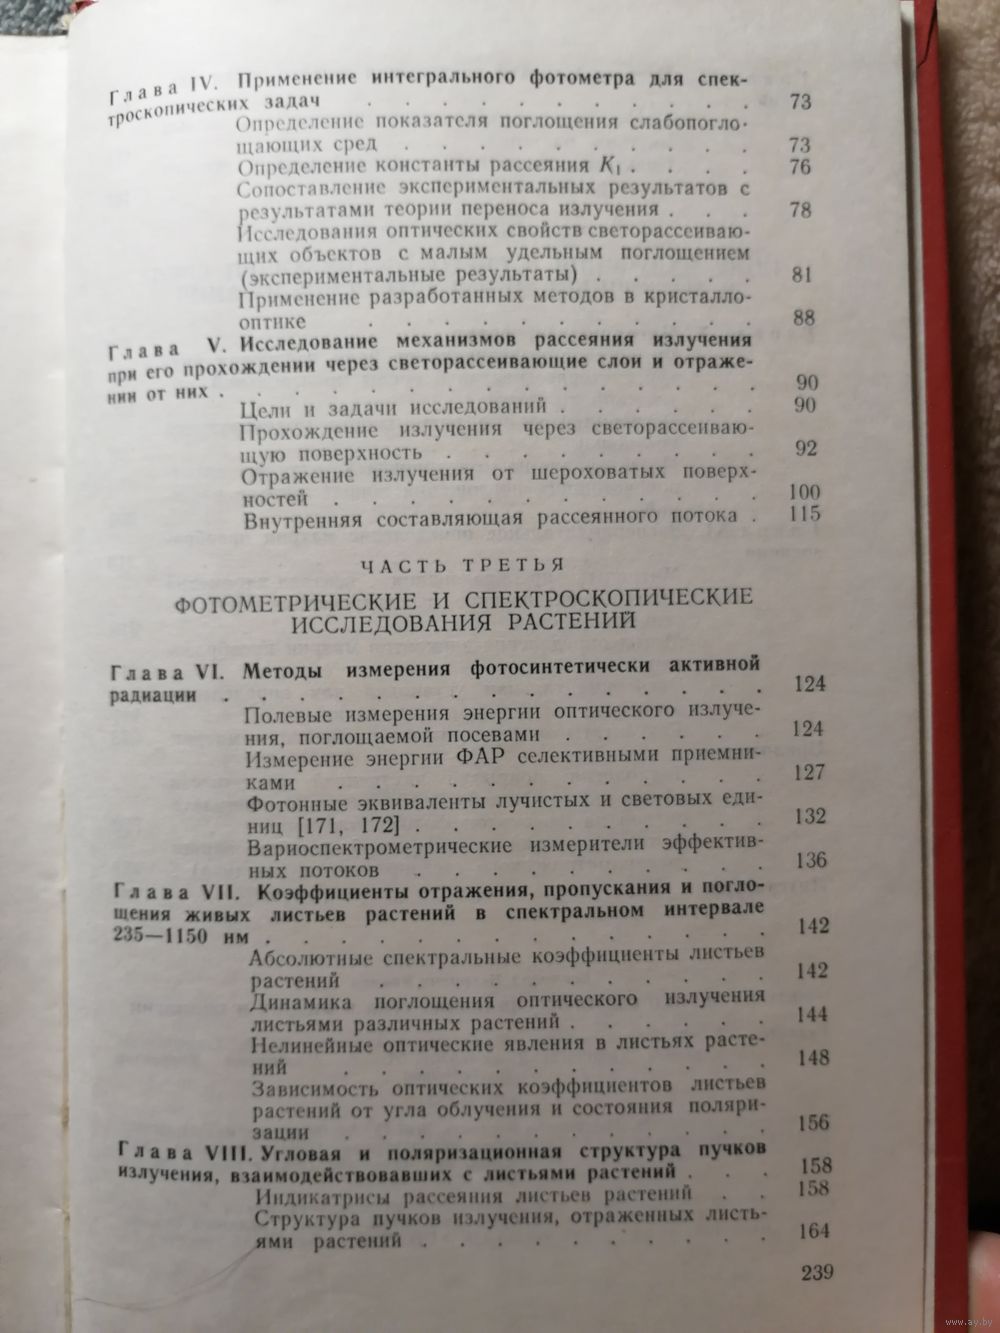 Глава IV. Применение интегрального фотометра для спек-
троскопических задач . . . . . . . . . . 73
Определение показателя поглощения слабопогло-
щающих сред . . . . . . . . . 73
Определение константы рассеяния K₁ . . . . 76
Сопоставление экспериментальных результатов с
результатами теории переноса излучения . . . 78
Исследования оптических свойств светорассеиваю-
щих объектов с малым удельным поглощением
(экспериментальные результаты) . . . . . 81
Применение разработанных методов в кристалло-
оптике . . . . . . . . . . . 88
Глава V. Исследование механизмов рассеяния излучения
при его прохождении через светорассеивающие слои и отраже-
нии от них . . . . . . . . . . . . . 90
Цели и задачи исследований . . . . . . 90
Прохождение излучения через светорассеиваю-
щую поверхность . . . . . . . . 92
Отражение излучения от шероховатых поверх-
ностей . . . . . . . . . . . 100
Внутренняя составляющая рассеянного потока . 115
ЧАСТЬ ТРЕТЬЯ
ФОТОМЕТРИЧЕСКИЕ И СПЕКТРОСКОПИЧЕСКИЕ
ИССЛЕДОВАНИЯ РАСТЕНИЙ
Глава VI. Методы измерения фотосинтетически активной
радиации . . . . . . . . . . . . . 124
Полевые измерения энергии оптического излуче-
ния, поглощаемой посевами . . . . . . 124
Измерение энергии ФАР селективными приемни-
ками . . . . . . . . . . . 127
Фотонные эквиваленты лучистых и световых еди-
ниц [171, 172] . . . . . . . . . . 132
Вариоспектрометрические измерители эффектив-
ных потоков . . . . . . . . . . 136
Глава VII. Коэффициенты отражения, пропускания и погло-
щения живых листьев растений в спектральном интервале
235—1150 нм . . . . . . . . . . . . . 142
Абсолютные спектральные коэффициенты листьев
растений . . . . . . . . . . . 142
Динамика поглощения оптического излучения
листьями различных растений . . . . . . 144
Нелинейные оптические явления в листьях расте-
ний . . . . . . . . . . . 148
Зависимость оптических коэффициентов листьев
растений от угла облучения и состояния поляри-
зации . . . . . . . . . . . 156
Глава VIII. Угловая и поляризационная структура пучков
излучения, взаимодействовавших с листьями растений . . . 158
Индикатрисы рассеяния листьев растений . . 158
Структура пучков излучения, отраженных листь-
ями растений . . . . . . . . . . 164
239
www.ay.by